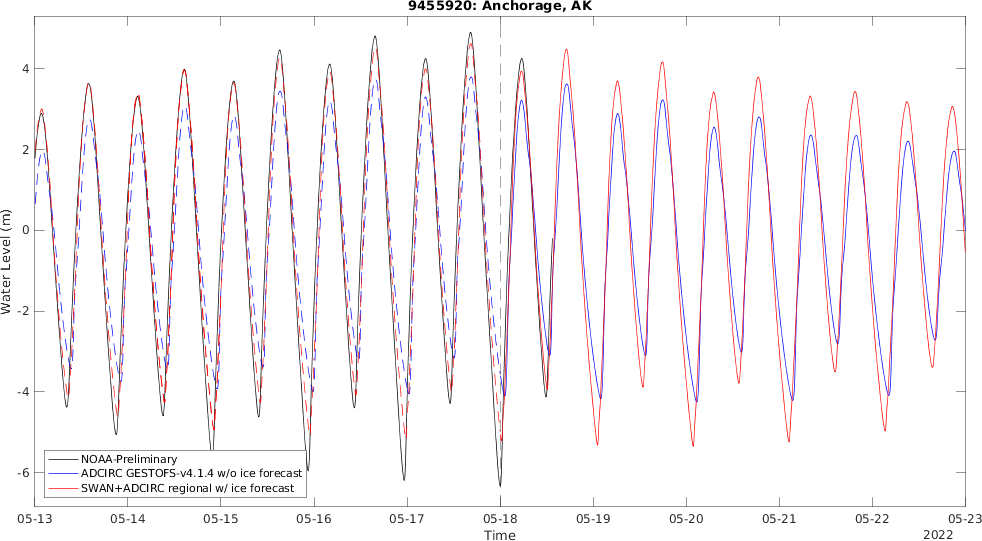 9455920: Anchorage, AK
4
2
0
-2
-4
-6
Water Level (m)
NOAA-Preliminary
ADCIRC GESTOFS-v4.1.4 w/o ice forecast
SWAN+ADCIRC regional w/ ice forecast
05-13 05-14 05-15 05-16 05-17 05-18 05-19 05-20 05-21 05-22 05-23
Time
2022